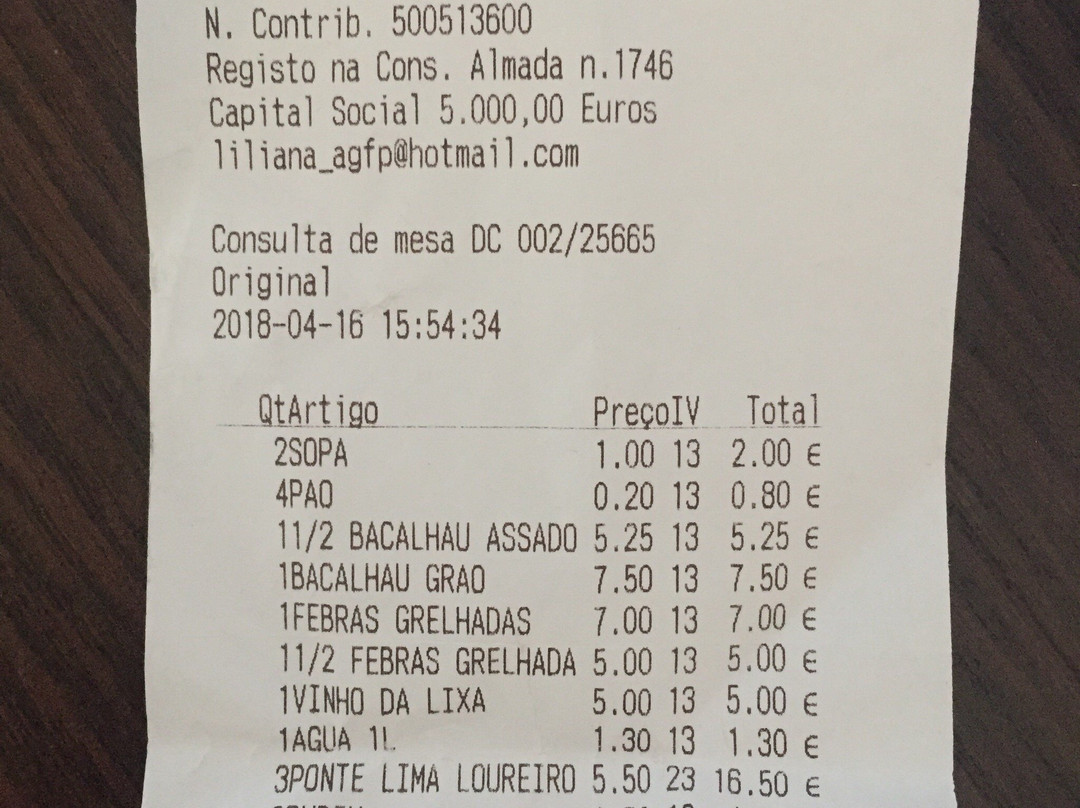 N. Contrib. 500513600
Registo na Cons. Almada n.1746
Capital Social 5.000,00 Euros
liliana_agfp@hotmail.com
Consulta de mesa DC 002/25665
Original
2018-04-16 15:54:34
QtArtigo PreçoIV Total
2SOPA 1.00 13 2.00 €
4PAO 0.20 13 0.80 €
11/2 BACALHAU ASSADO 5.25 13 5.25 €
1BACALHAU GRAO 7.50 13 7.50 €
1FEBRAS GRELHADAS 7.00 13 7.00 €
11/2 FEBRAS GRELHADA 5.00 13 5.00 €
1VINHO DA LIXA 5.00 13 5.00 €
1AGUA 1L 1.30 13 1.30 €
3PONTE LIMA LOUREIRO 5.50 23 16.50 €